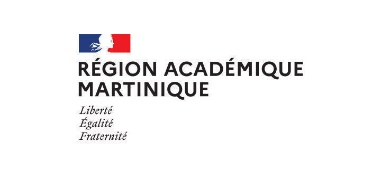 RÉGION ACADÉMIQUE
MARTINIQUE
Liberté
Égalité
Fraternité